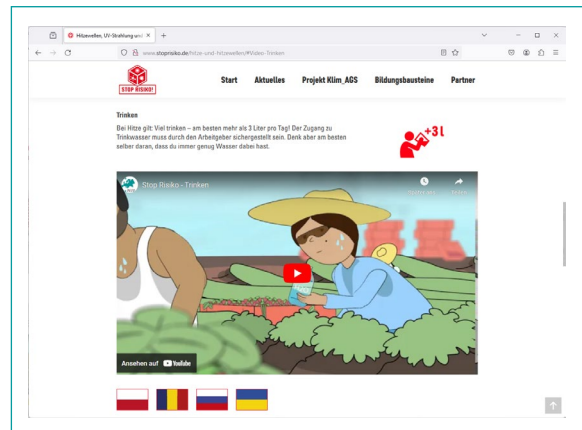 Hitzewellen, UV-Strahlung und
www.stoprisiko.de/hitze-und-hitzewellen/#Video-Trinken
STOP RISIKO!
Start Aktuelles Projekt Klim_AGS Bildungsbausteine Partner
Trinken
Bei Hitze gilt: Viel trinken – am besten mehr als 3 Liter pro Tag! Der Zugang zu
Trinkwasser muss durch den Arbeitgeber sichergestellt sein. Denk aber am besten
selber daran, dass du immer genug Wasser dabei hast.
+3l
Stop Risiko - Trinken
Ansehen auf YouTube